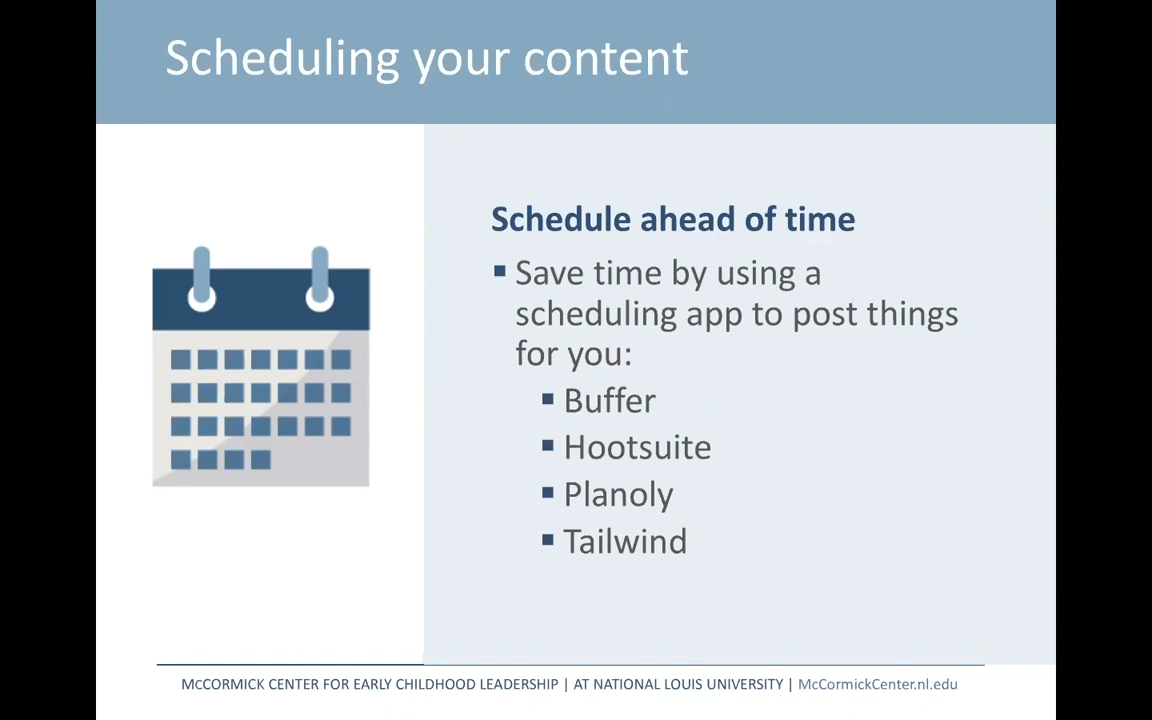 Scheduling your content
Schedule ahead of time
▪ Save time by using a
scheduling app to post things
for you:
▪ Buffer
▪ Hootsuite
▪ Planoly
▪ Tailwind
McCORMICK CENTER FOR EARLY CHILDHOOD LEADERSHIP | AT NATIONAL LOUIS UNIVERSITY | McCormickCenter.nl.edu